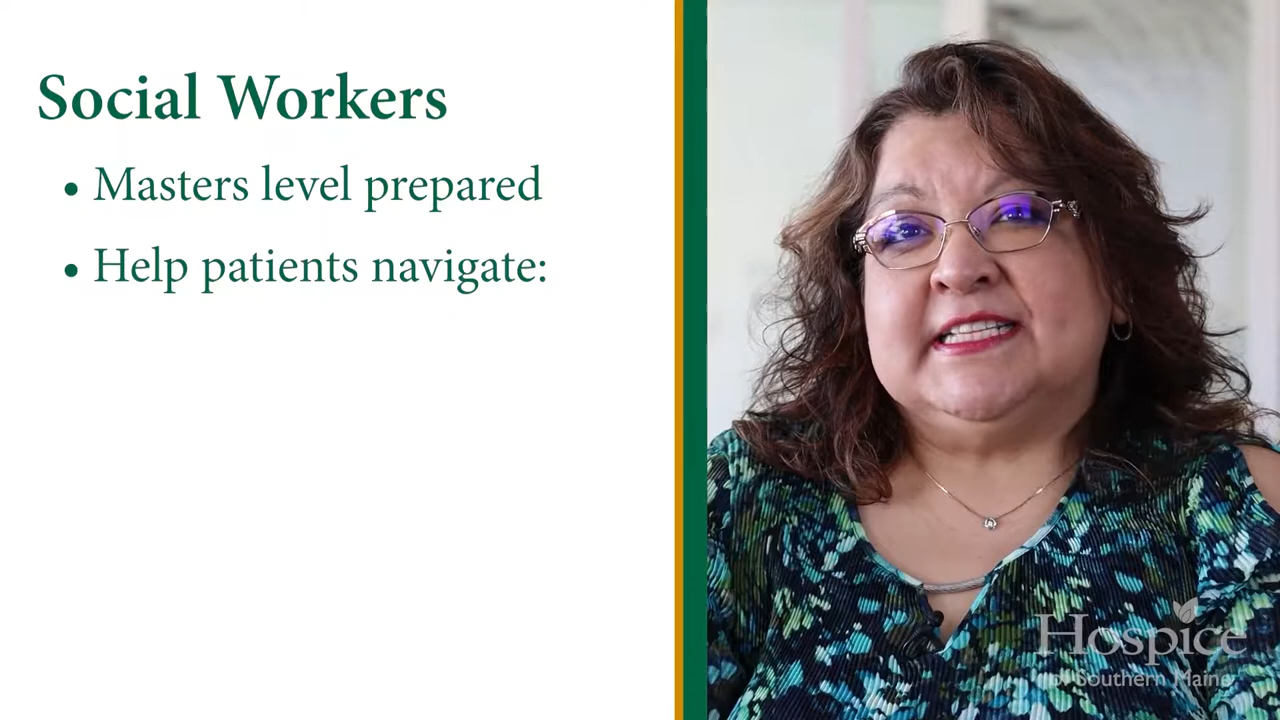 Social Workers
• Masters level prepared
• Help patients navigate:
Hospice
of Southern Maine